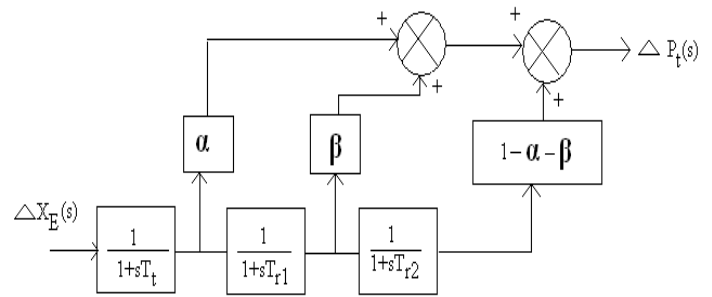 +
+
△ P_t(s)
+
+
α
β
1-α-β
△X_E(s)
1/(1+sT_t)
1/(1+sT_r1)
1/(1+sT_r2)